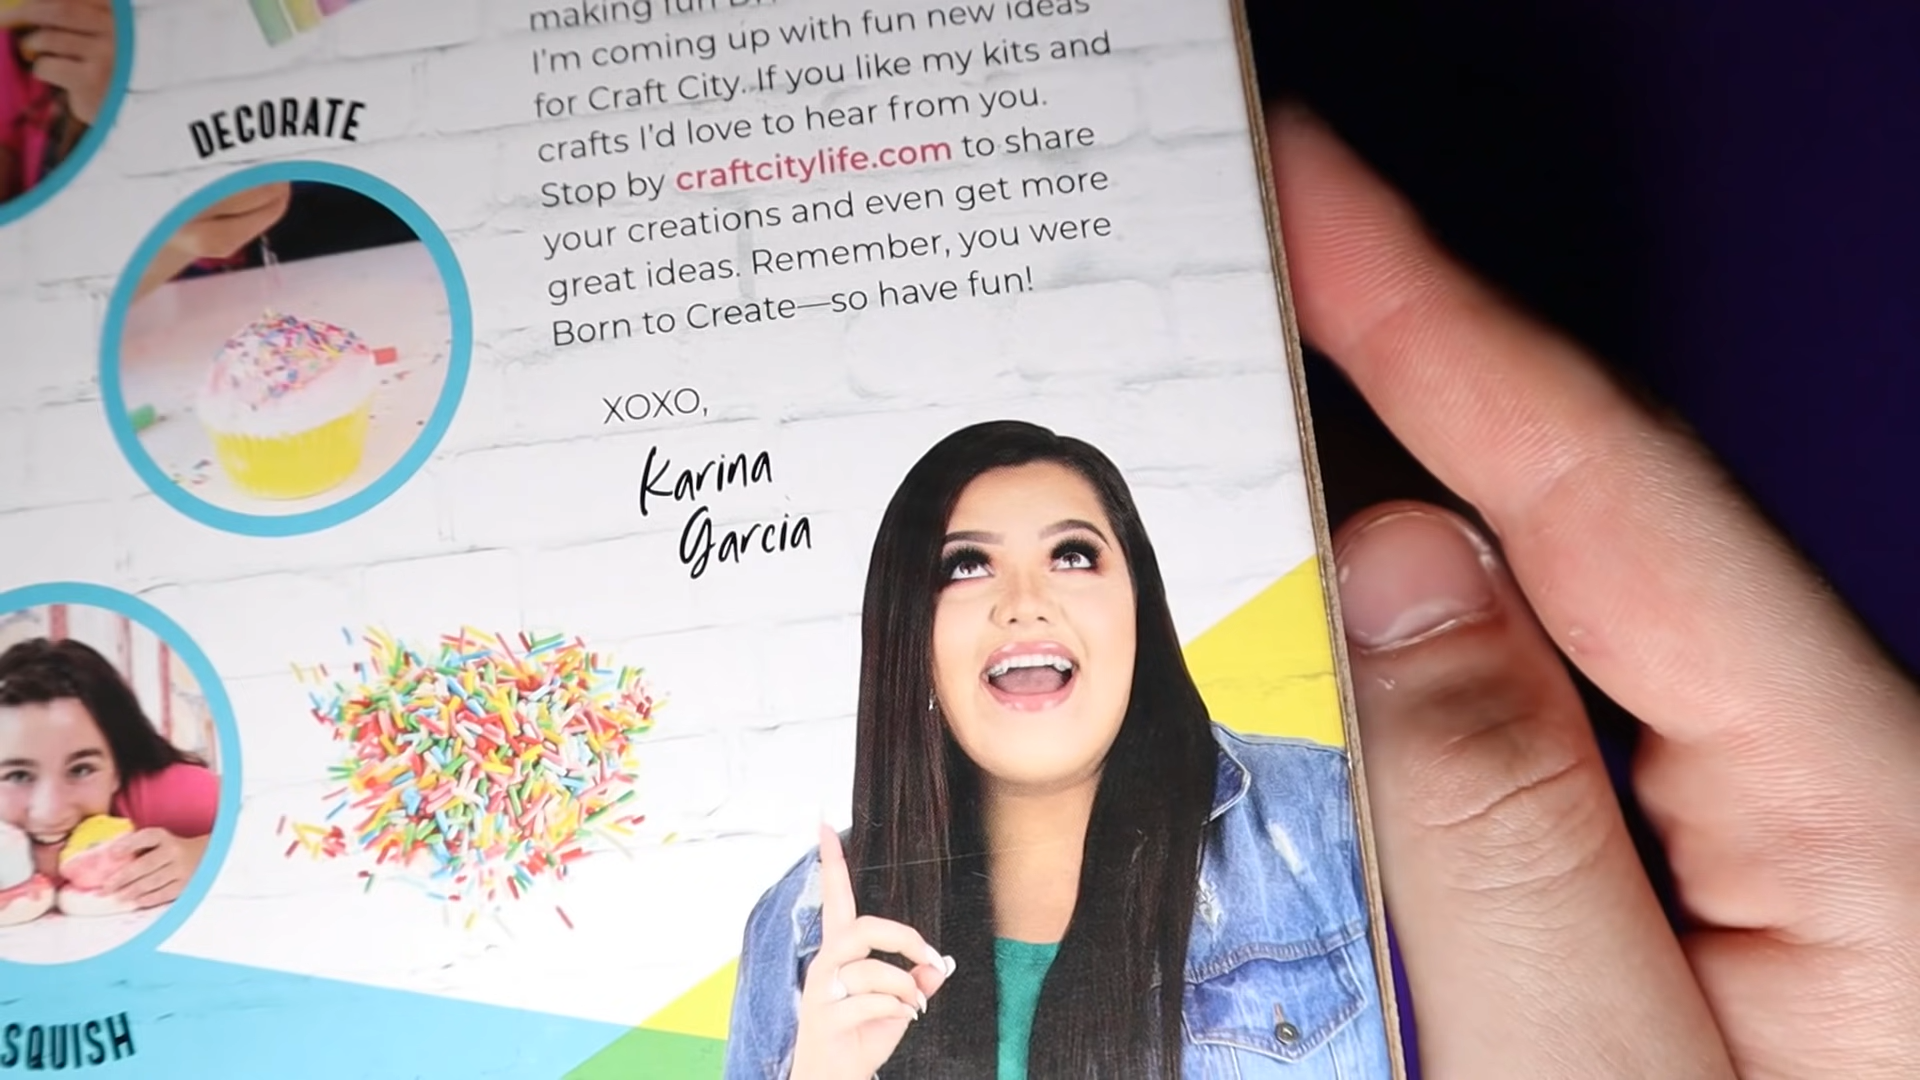 making fun
I'm coming up with fun new ideas
for Craft City. If you like my kits and
crafts I'd love to hear from you.
Stop by craftcitylife.com to share
your creations and even get more
great ideas. Remember, you were
Born to Create—so have fun!
XOXO,
Karina
Garcia
DECORATE
SQUISH